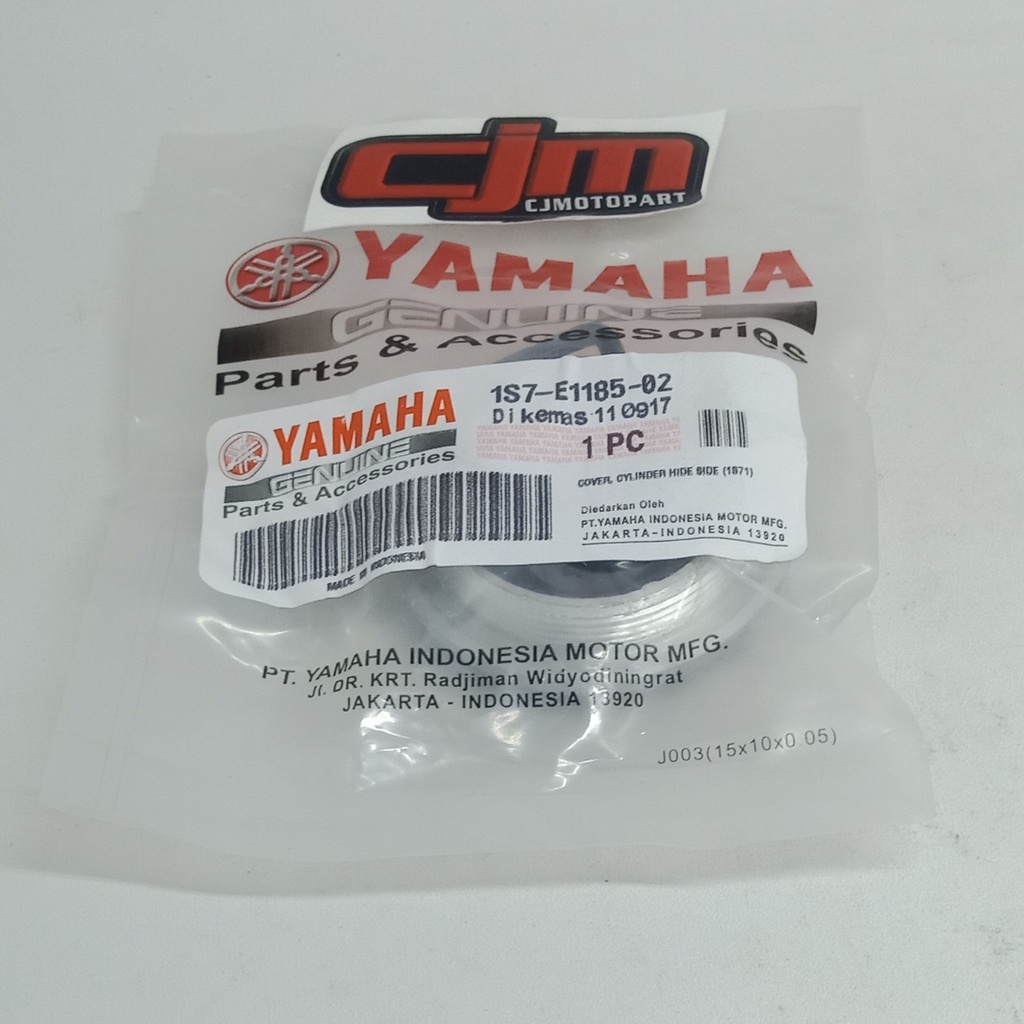 cjm
CJMOTOPART
YAMAHA
GENUINE
Parts & Accessories
YAMAHA
GENUINE
Parts & Accessories
MADE IN INDONESIA
1S7-E1185-02
Dikemas 110917
1 PC
COVER, CYLINDER HIDE SIDE (1871)
Diedarkan Oleh
PT.YAMAHA INDONESIA MOTOR MFG.
JAKARTA-INDONESIA 13920
PT. YAMAHA INDONESIA MOTOR MFG.
Jl. DR. KRT. Radjiman Widyodiningrat
JAKARTA - INDONESIA 13920
J003(15x10x0.05)